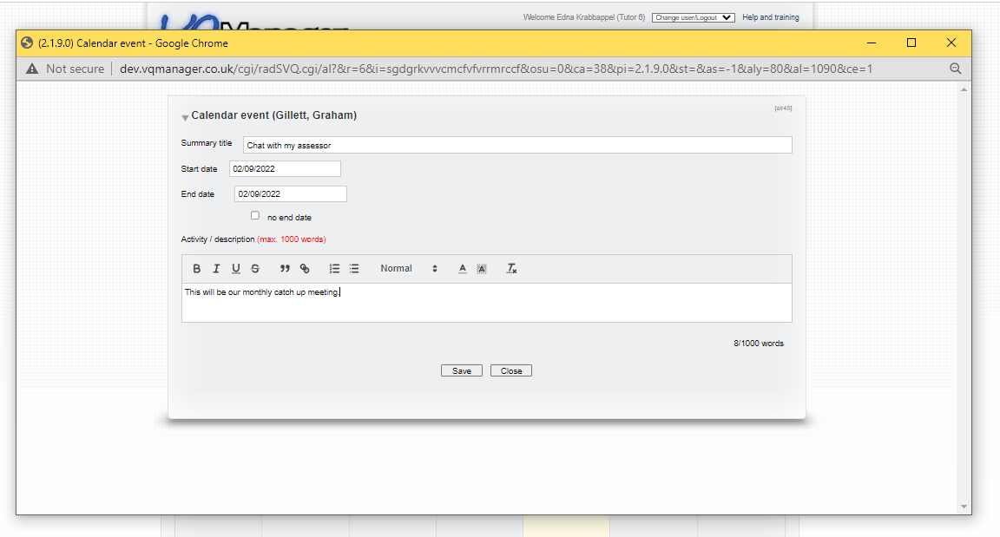 Welcome Edna Krabbappel (Tutor 6) Change user/Logout Help and training
(2.1.9.0) Calendar event - Google Chrome
Not secure dev.vqmanager.co.uk/cgi/radSVQ.cgi/al?&r=6&i=sgdgrkvvvcmcfvfvrrmrccf&osu=0&ca=38&pi=2.1.9.0&st=&as=-1&aly=80&al=1090&ce=1
Calendar event (Gillett, Graham) [alr45]
Summary title Chat with my assessor
Start date 02/09/2022
End date 02/09/2022
no end date
Activity / description (max. 1000 words)
B I U S Normal A A Tx
This will be our monthly catch up meeting.
8/1000 words
Save Close